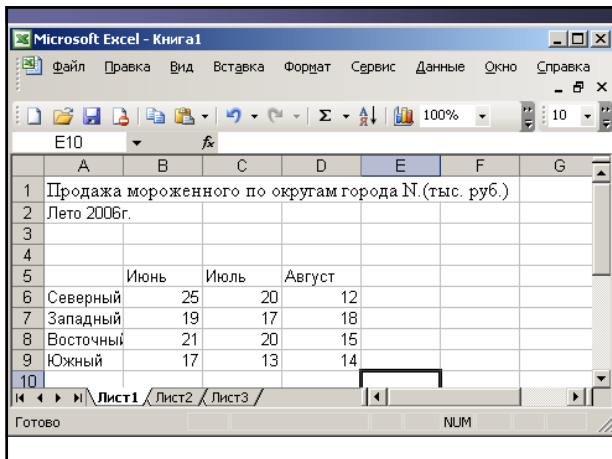 Microsoft Excel - Книга1
Файл Правка Вид Вставка Формат Сервис Данные Окно Справка
Σ 100% 10
E10 fx
A B C D E F G
1 Продажа мороженного по округам города N.(тыс. руб.)
2 Лето 2006г.
3
4
5 Июнь Июль Август
6 Северный 25 20 12
7 Западный 19 17 18
8 Восточный 21 20 15
9 Южный 17 13 14
10
Лист1 Лист2 Лист3
Готово NUM